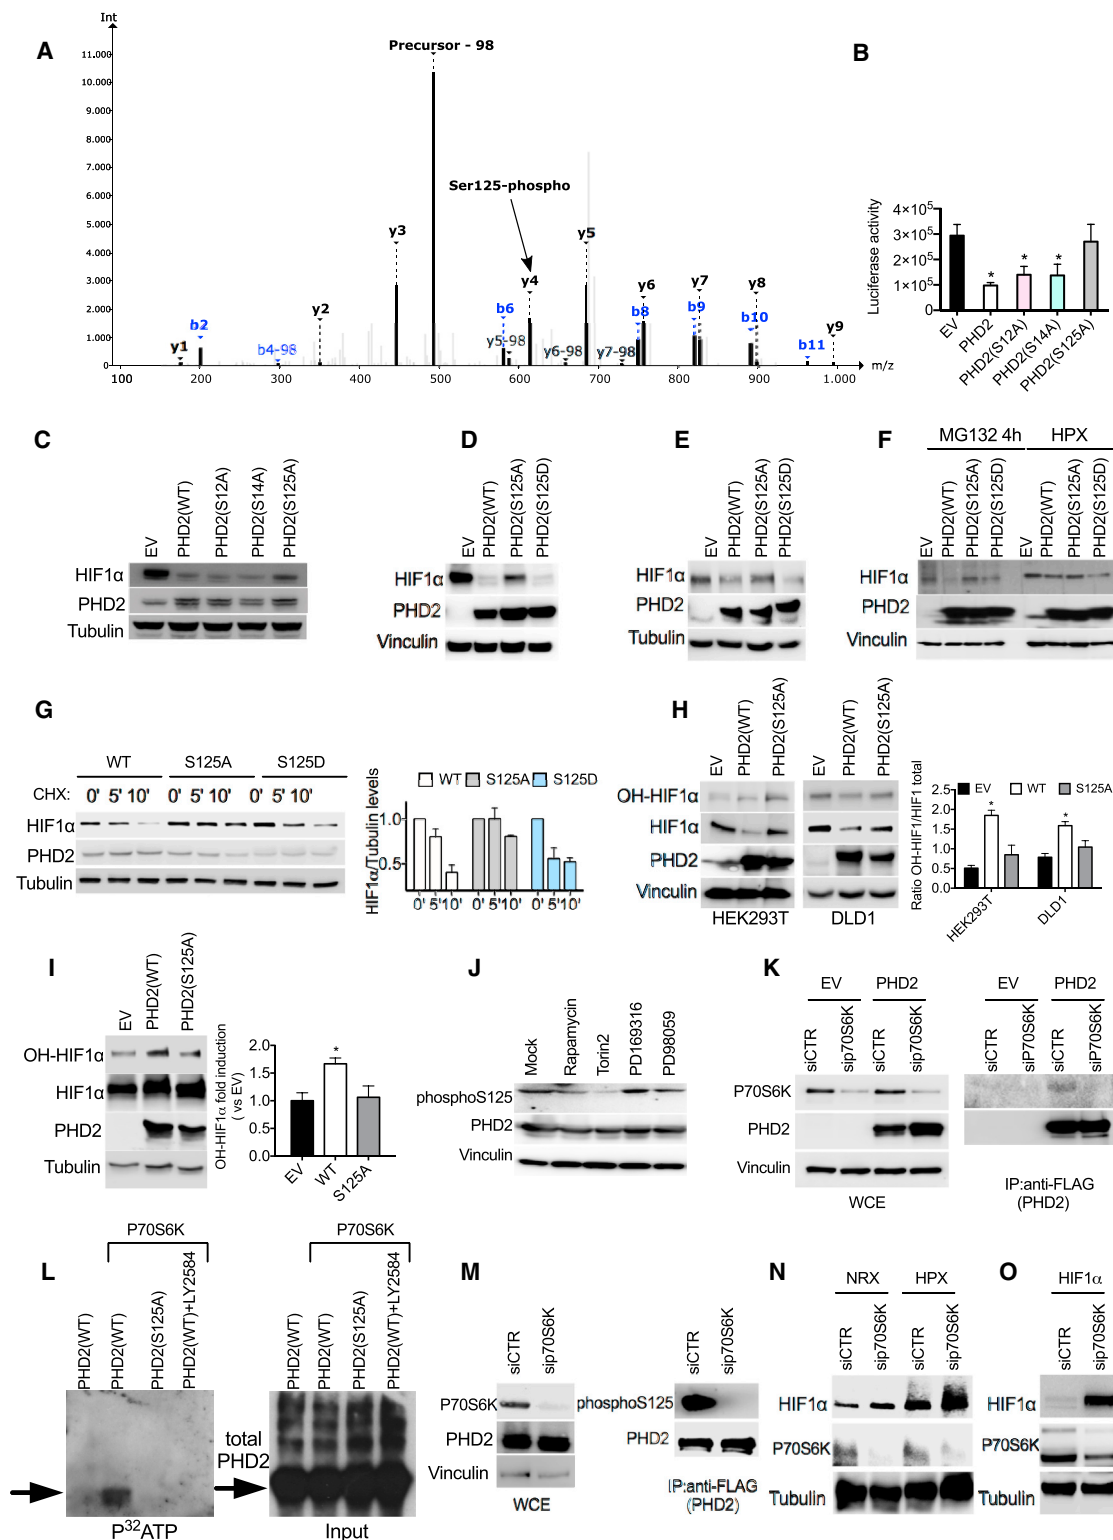 A
Int
11.000
10.000
9.000
8.000
7.000
6.000
5.000
4.000
3.000
2.000
1.000
100 200 300 400 500 600 700 800 900 1.000 m/z
Precursor - 98
Ser125-phospho
y1
b2
b4-98
y2
y3
b6
y5-98
y4
y6-98
y5
y7-98
b8
y6
b9
y7
b10
y8
b11
y9
B
Luciferase activity
4×10⁵
3×10⁵
2×10⁵
1×10⁵
0
* * *
EV
PHD2
PHD2(S12A)
PHD2(S14A)
PHD2(S125A)
C
EV
PHD2(WT)
PHD2(S12A)
PHD2(S14A)
PHD2(S125A)
HIF1α
PHD2
Tubulin
D
EV
PHD2(WT)
PHD2(S125A)
PHD2(S125D)
HIF1α
PHD2
Vinculin
E
EV
PHD2(WT)
PHD2(S125A)
PHD2(S125D)
HIF1α
PHD2
Tubulin
F
MG132 4h HPX
EV
PHD2(WT)
PHD2(S125A)
PHD2(S125D)
EV
PHD2(WT)
PHD2(S125A)
PHD2(S125D)
HIF1α
PHD2
Vinculin
G
WT S125A S125D
CHX: 0' 5' 10' 0' 5' 10' 0' 5' 10'
HIF1α
PHD2
Tubulin
WT S125A S125D
HIF1α/Tubulin levels
1.0
0.5
0' 5' 10' 0' 5' 10' 0' 5' 10'
H
EV
PHD2(WT)
PHD2(S125A)
EV
PHD2(WT)
PHD2(S125A)
OH-HIF1α
HIF1α
PHD2
Vinculin
HEK293T DLD1
EV WT S125A
Ratio OH-HIF1/HIF1 total
2.5
2.0
1.5
1.0
0.5
0.0
* *
HEK293T
DLD1
I
EV
PHD2(WT)
PHD2(S125A)
OH-HIF1α
HIF1α
PHD2
Tubulin
OH-HIF1α fold induction
( vs EV)
2.0
1.5
1.0
0.5
0.0
*
EV
WT
S125A
J
Mock
Rapamycin
Torin2
PD169316
PD98059
phosphoS125
PHD2
Vinculin
K
EV PHD2
siCTR
sip70S6K
siCTR
sip70S6K
P70S6K
PHD2
Vinculin
WCE
EV PHD2
siCTR
siP70S6K
siCTR
siP70S6K
IP:anti-FLAG
(PHD2)
L
P70S6K
PHD2(WT)
PHD2(WT)
PHD2(S125A)
PHD2(WT)+LY2584
P³²ATP
P70S6K
PHD2(WT)
PHD2(WT)
PHD2(S125A)
PHD2(WT)+LY2584
total
PHD2
Input
M
siCTR
sip70S6K
P70S6K
PHD2
Vinculin
WCE
siCTR
sip70S6K
phosphoS125
PHD2
IP:anti-FLAG
(PHD2)
N
NRX HPX
siCTR
sip70S6K
siCTR
sip70S6K
HIF1α
P70S6K
Tubulin
O
HIF1α
siCTR
sip70S6K
HIF1α
P70S6K
Tubulin